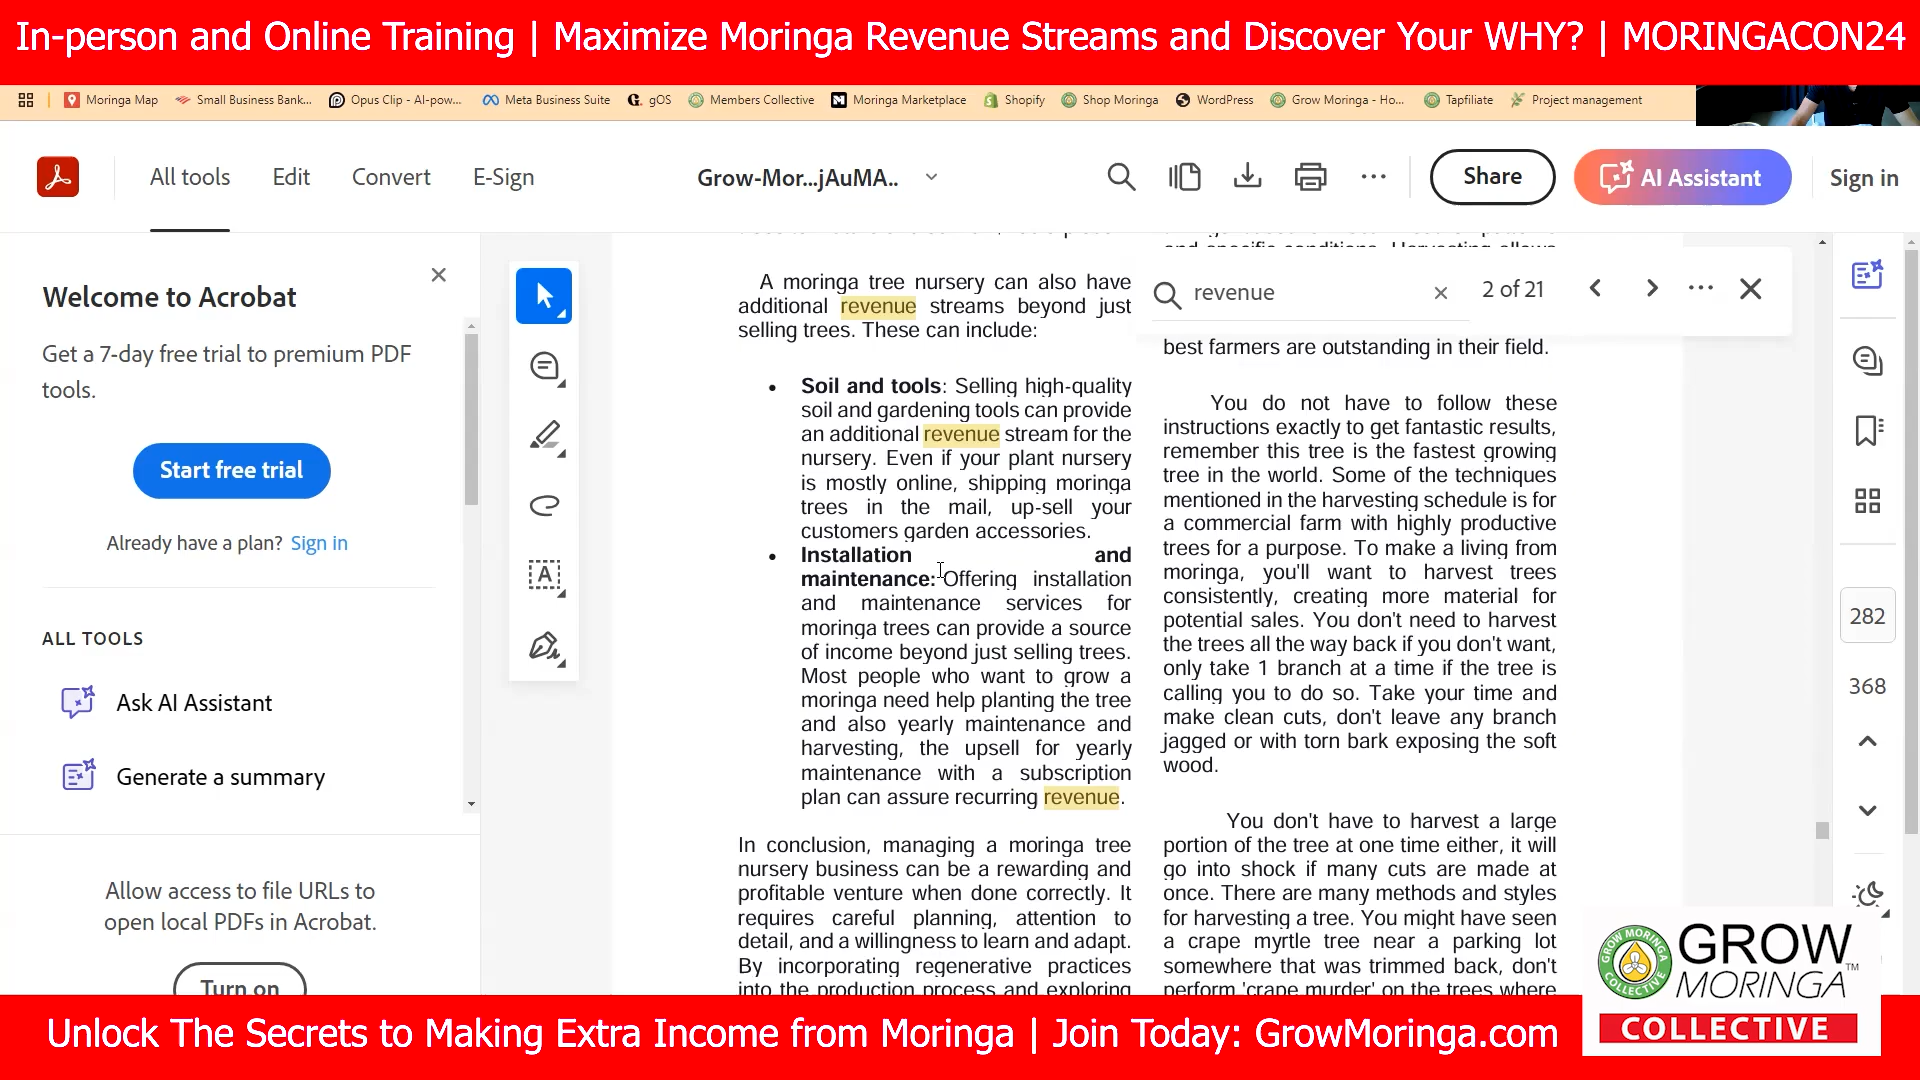 In-person and Online Training | Maximize Moringa Revenue Streams and Discover Your WHY? | MORINGACON24
Moringa Map
Small Business Bank...
Opus Clip - AI-pow...
Meta Business Suite
gOS
Members Collective
Moringa Marketplace
Shopify
Shop Moringa
WordPress
Grow Moringa - Ho...
Tapfiliate
Project management
All tools
Edit
Convert
E-Sign
Grow-Mor...jAuMA..
Share
AI Assistant
Sign in
Welcome to Acrobat
Get a 7-day free trial to premium PDF
tools.
Start free trial
Already have a plan? Sign in
ALL TOOLS
Ask AI Assistant
Generate a summary
Allow access to file URLs to
open local PDFs in Acrobat.
Turn on
A moringa tree nursery can also have
additional revenue streams beyond just
selling trees. These can include:
• Soil and tools: Selling high-quality
soil and gardening tools can provide
an additional revenue stream for the
nursery. Even if your plant nursery
is mostly online, shipping moringa
trees in the mail, up-sell your
customers garden accessories.
• Installation and
maintenance: Offering installation
and maintenance services for
moringa trees can provide a source
of income beyond just selling trees.
Most people who want to grow a
moringa need help planting the tree
and also yearly maintenance and
harvesting, the upsell for yearly
maintenance with a subscription
plan can assure recurring revenue.
In conclusion, managing a moringa tree
nursery business can be a rewarding and
profitable venture when done correctly. It
requires careful planning, attention to
detail, and a willingness to learn and adapt.
By incorporating regenerative practices
into the production process and exploring
and specific conditions. Harvesting allows
revenue
2 of 21
best farmers are outstanding in their field.
You do not have to follow these
instructions exactly to get fantastic results,
remember this tree is the fastest growing
tree in the world. Some of the techniques
mentioned in the harvesting schedule is for
a commercial farm with highly productive
trees for a purpose. To make a living from
moringa, you'll want to harvest trees
consistently, creating more material for
potential sales. You don't need to harvest
the trees all the way back if you don't want,
only take 1 branch at a time if the tree is
calling you to do so. Take your time and
make clean cuts, don't leave any branch
jagged or with torn bark exposing the soft
wood.
You don't have to harvest a large
portion of the tree at one time either, it will
go into shock if many cuts are made at
once. There are many methods and styles
for harvesting a tree. You might have seen
a crape myrtle tree near a parking lot
somewhere that was trimmed back, don't
perform 'crape murder' on the trees where
282
368
GROW MORINGA
COLLECTIVE
GROW
MORINGA™
COLLECTIVE
Unlock The Secrets to Making Extra Income from Moringa | Join Today: GrowMoringa.com